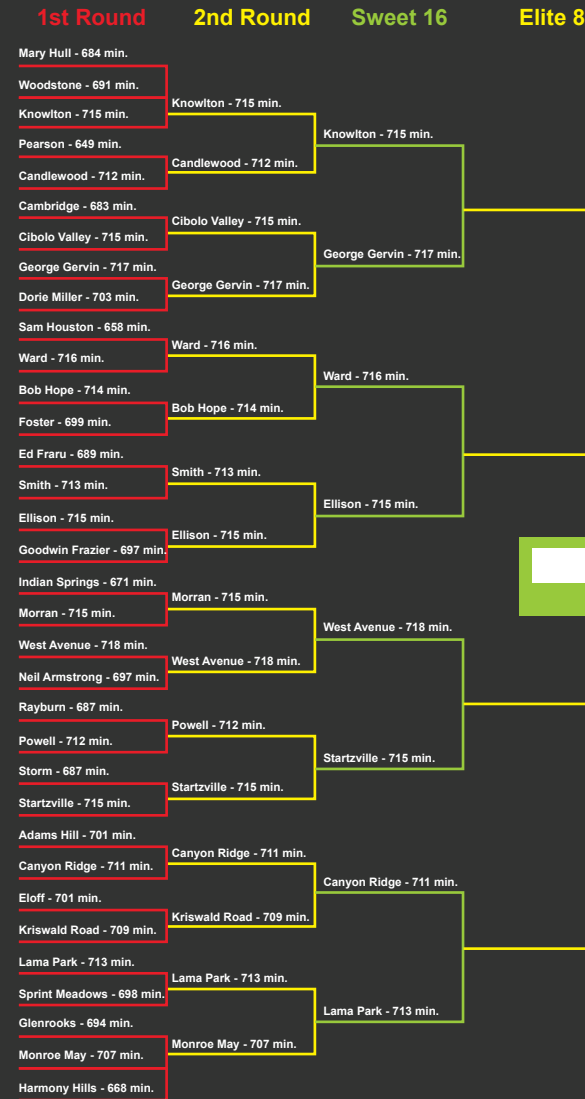 1st Round
2nd Round
Sweet 16
Elite 8
Mary Hull - 684 min.
Woodstone - 691 min.
Knowlton - 715 min.
Pearson - 649 min.
Candlewood - 712 min.
Cambridge - 683 min.
Cibolo Valley - 715 min.
George Gervin - 717 min.
Dorie Miller - 703 min.
Sam Houston - 658 min.
Ward - 716 min.
Bob Hope - 714 min.
Foster - 699 min.
Ed Fraru - 689 min.
Smith - 713 min.
Ellison - 715 min.
Goodwin Frazier - 697 min.
Indian Springs - 671 min.
Morran - 715 min.
West Avenue - 718 min.
Neil Armstrong - 697 min.
Rayburn - 687 min.
Powell - 712 min.
Storm - 687 min.
Startzville - 715 min.
Adams Hill - 701 min.
Canyon Ridge - 711 min.
Eloff - 701 min.
Kriswald Road - 709 min.
Lama Park - 713 min.
Sprint Meadows - 698 min.
Glenrooks - 694 min.
Monroe May - 707 min.
Harmony Hills - 668 min.
Knowlton - 715 min.
Candlewood - 712 min.
Cibolo Valley - 715 min.
George Gervin - 717 min.
Ward - 716 min.
Bob Hope - 714 min.
Smith - 713 min.
Ellison - 715 min.
Morran - 715 min.
West Avenue - 718 min.
Powell - 712 min.
Startzville - 715 min.
Canyon Ridge - 711 min.
Kriswald Road - 709 min.
Lama Park - 713 min.
Monroe May - 707 min.
Knowlton - 715 min.
George Gervin - 717 min.
Ward - 716 min.
Ellison - 715 min.
West Avenue - 718 min.
Startzville - 715 min.
Canyon Ridge - 711 min.
Lama Park - 713 min.